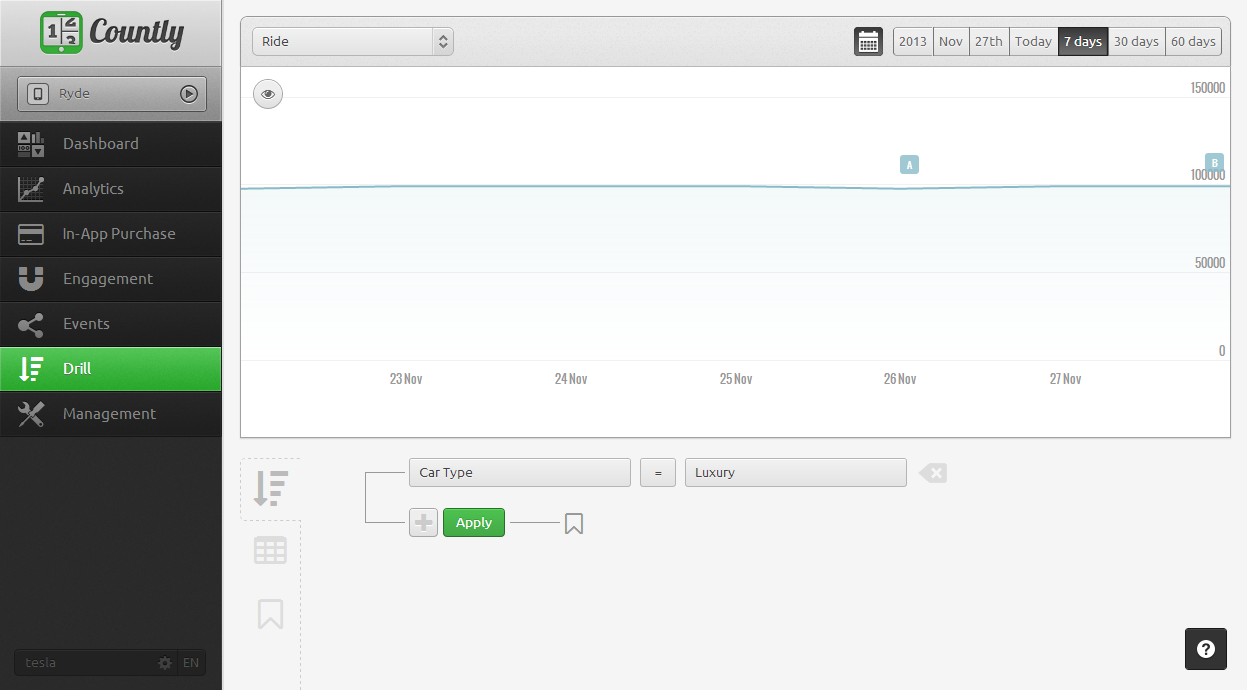 Countly
Ryde
Dashboard
Analytics
In-App Purchase
Engagement
Events
Drill
Management
tesla EN
Ride
2013 Nov 27th Today 7 days 30 days 60 days
150000
A B
100000
50000
0
23 Nov 24 Nov 25 Nov 26 Nov 27 Nov
Car Type = Luxury
Apply
?